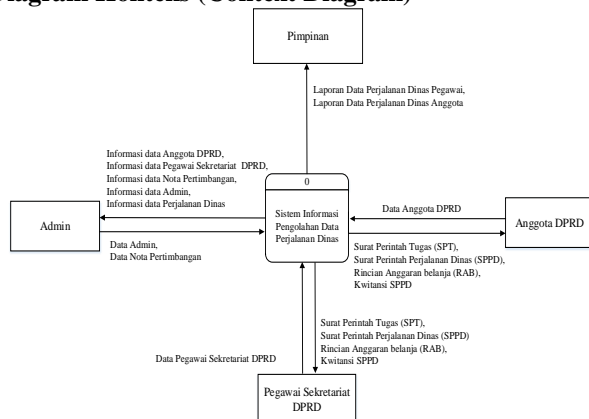 Diagram Konteks (Context Diagram)
Pimpinan
Laporan Data Perjalanan Dinas Pegawai,
Laporan Data Perjalanan Dinas Anggota
Informasi data Anggota DPRD,
Informasi data Pegawai Sekretariat DPRD,
Informasi data Nota Pertimbangan,
Informasi data Admin,
Informasi data Perjalanan Dinas
0
Sistem Informasi
Pengolahan Data
Perjalanan Dinas
Admin
Data Admin,
Data Nota Pertimbangan
Data Anggota DPRD
Anggota DPRD
Surat Perintah Tugas (SPT),
Surat Perintah Perjalanan Dinas (SPPD),
Rincian Anggaran belanja (RAB),
Kwitansi SPPD
Surat Perintah Tugas (SPT),
Surat Perintah Perjalanan Dinas (SPPD)
Rincian Anggaran belanja (RAB),
Kwitansi SPPD
Data Pegawai Sekretariat DPRD
Pegawai Sekretariat
DPRD